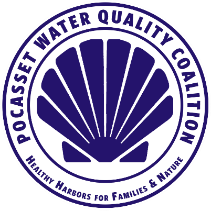 POCASSET WATER QUALITY COALITION
HEALTHY HARBORS FOR FAMILIES & NATURE